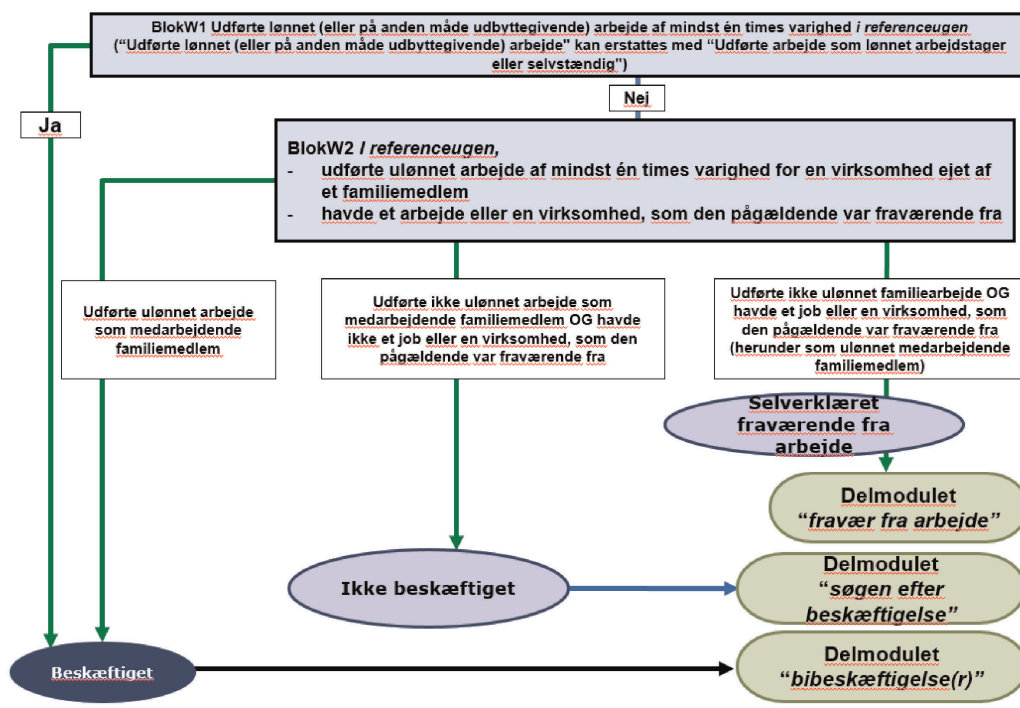 BlokW1 Udførte lønnet (eller på anden måde udbyttegivende) arbejde af mindst én times varighed i referenceugen
(“Udførte lønnet (eller på anden måde udbyttegivende) arbejde" kan erstattes med “Udførte arbejde som lønnet arbejdstager
eller selvstændig”)
Ja
Nej
BlokW2 I referenceugen,
- udførte ulønnet arbejde af mindst én times varighed for en virksomhed ejet af
et familiemedlem
- havde et arbejde eller en virksomhed, som den pågældende var fraværende fra
Udførte ulønnet arbejde
som medarbejdende
familiemedlem
Udførte ikke ulønnet arbejde som
medarbejdende familiemedlem OG havde
ikke et job eller en virksomhed, som den
pågældende var fraværende fra
Udførte ikke ulønnet familiearbejde OG
havde et job eller en virksomhed, som
den pågældende var fraværende fra
(herunder som ulønnet medarbejdende
familiemedlem)
Selverklæret
fraværende fra
arbejde
Delmodulet
“fravær fra arbejde”
Ikke beskæftiget
Delmodulet
“søgen efter
beskæftigelse”
Beskæftiget
Delmodulet
“bibeskæftigelse(r)”